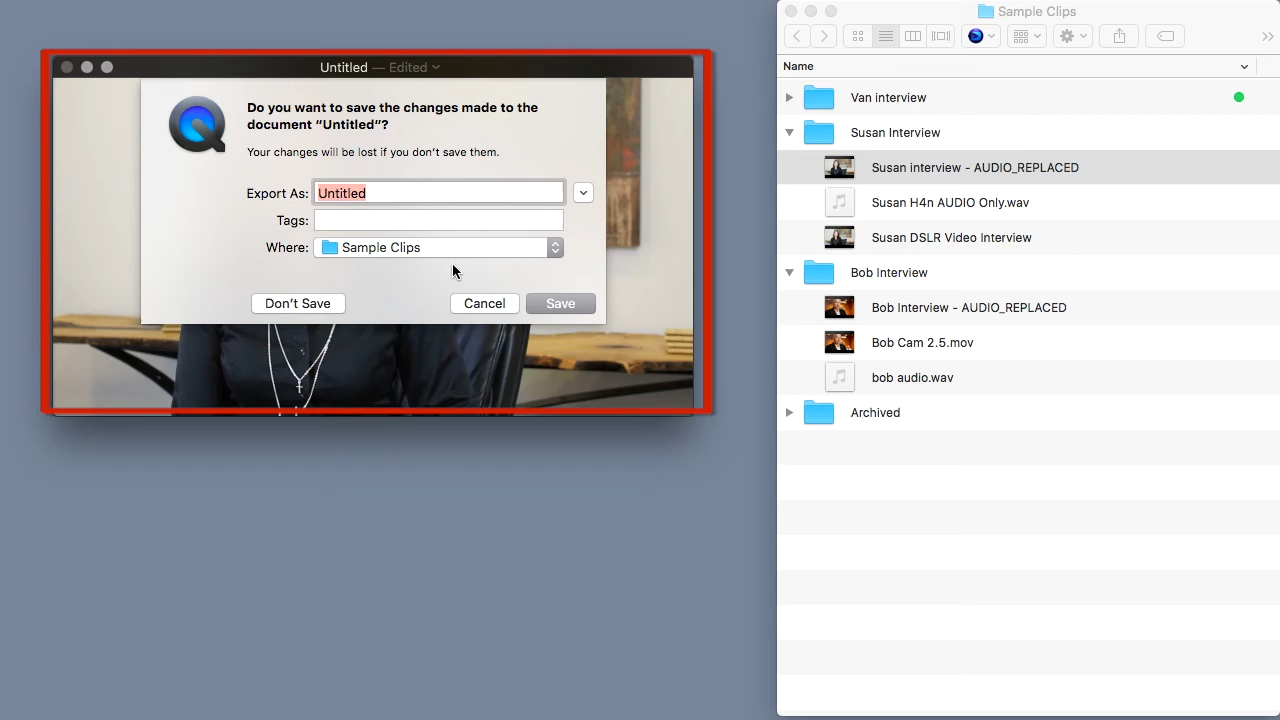 Untitled — Edited
Do you want to save the changes made to the
document “Untitled”?
Your changes will be lost if you don’t save them.
Export As: Untitled
Tags:
Where: Sample Clips
Don’t Save
Cancel
Save
Sample Clips
Name
Van interview
Susan Interview
Susan interview - AUDIO_REPLACED
Susan H4n AUDIO Only.wav
Susan DSLR Video Interview
Bob Interview
Bob Interview - AUDIO_REPLACED
Bob Cam 2.5.mov
bob audio.wav
Archived